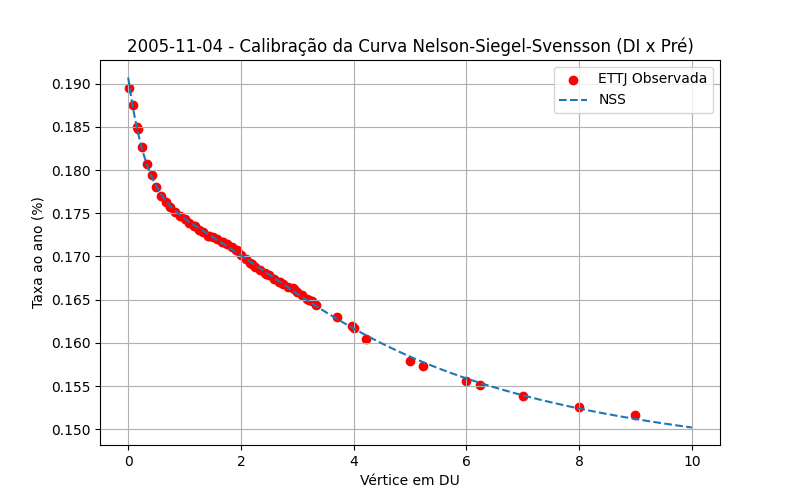 2005-11-04 - Calibração da Curva Nelson-Siegel-Svensson (DI x Pré)
ETTJ Observada
NSS
Taxa ao ano (%)
0.190
0.185
0.180
0.175
0.170
0.165
0.160
0.155
0.150
0 2 4 6 8 10
Vértice em DU